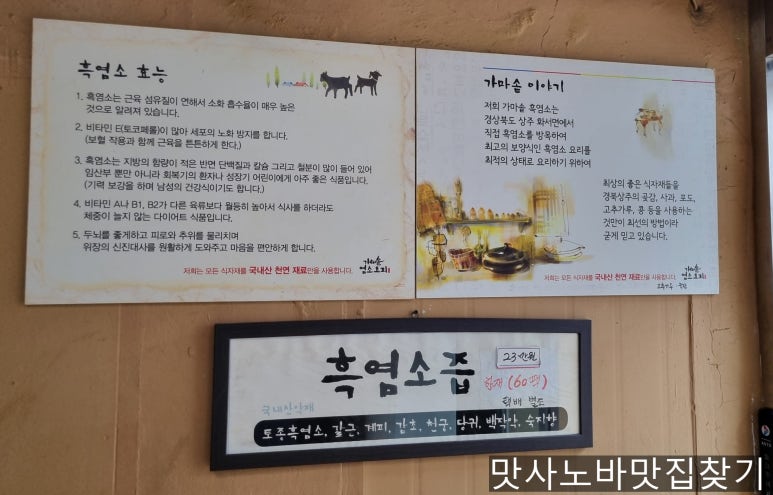 흑염소 효능
1. 흑염소는 근육 섬유질이 연해서 소화 흡수율이 매우 높은
것으로 알려져 있습니다.
2. 비타민 E(토코페롤)이 많아 세포의 노화 방지를 합니다.
(보혈 작용과 함께 근육을 튼튼하게 한다.)
3. 흑염소는 지방의 함량이 적은 반면 단백질과 칼슘 그리고 철분이 많이 들어 있어
임산부 뿐만 아니라 회복기의 환자나 성장기 어린이에게 아주 좋은 식품입니다.
(기력 보강을 하며 남성의 건강식이기도 합니다.)
4. 비타민 A나 B1, B2가 다른 육류보다 월등히 높아서 식사를 하더라도
체중이 늘지 않는 다이어트 식품입니다.
5. 두뇌를 좋게하고 피로와 추위를 물리치며
위장의 신진대사를 원활하게 도와주고 마음을 편안하게 합니다.
저희는 모든 식자재를 국내산 천연 재료만을 사용합니다.
가마솥
염소요리
가마솥 이야기
저희 가마솥 흑염소는
경상북도 상주 화서면에서
직접 흑염소를 방목하여
최고의 보양식인 흑염소 요리를
최적의 상태로 요리하기 위하여
최상의 좋은 식자재들을
경북상주의 곶감, 사과, 포도,
고추가루, 콩 등을 사용하는
것만이 최선의 방법이라
굳게 믿고 있습니다.
저희는 모든 식자재를 국내산 천연 재료만을 사용합니다.
가마솥
염소요리
흑염소즙
23만원
(60
택배 별도
국내산약재
토종흑염소, 갈근, 계피, 감초, 천궁, 당귀, 백작약, 숙지황
맛사노바맛집찾기